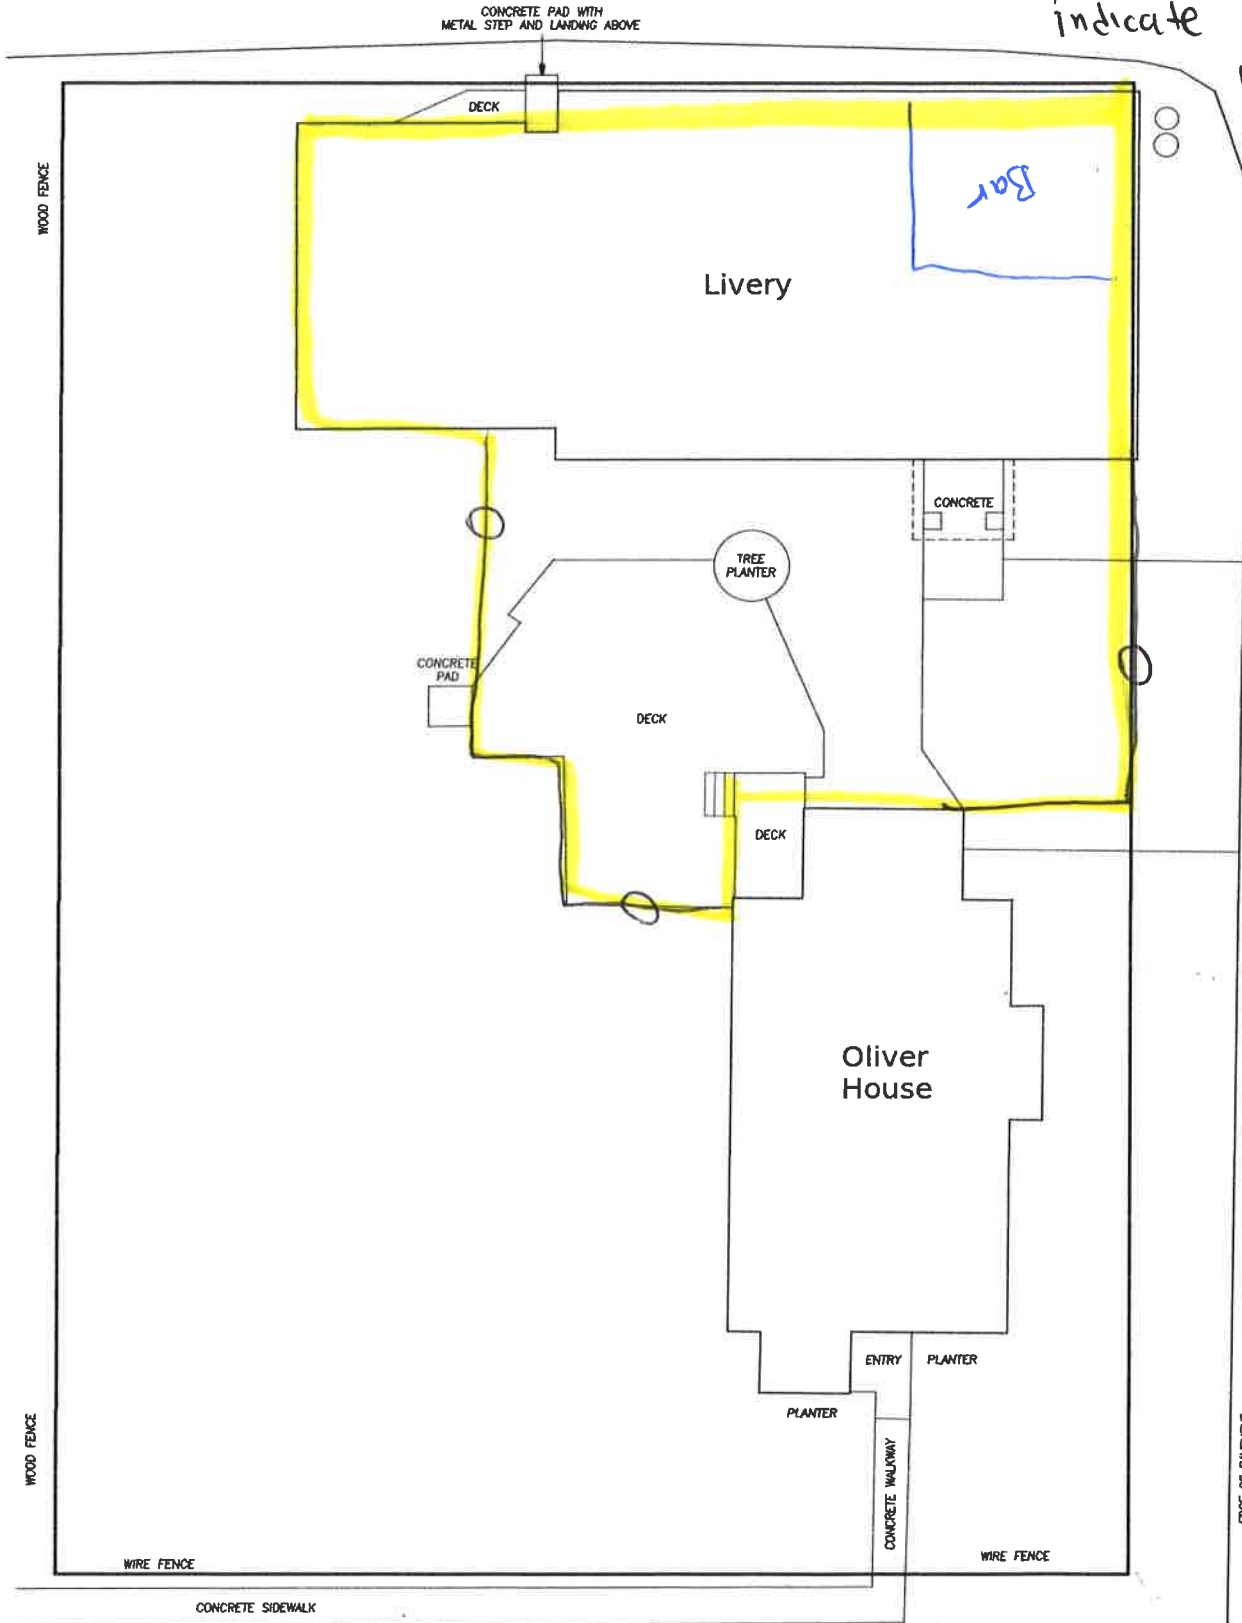 CONCRETE PAD WITH
METAL STEP AND LANDING ABOVE
indicate
DECK
WOOD FENCE
Bar
Livery
CONCRETE
TREE
PLANTER
CONCRETE
PAD
DECK
DECK
Oliver
House
ENTRY
PLANTER
PLANTER
WOOD FENCE
CONCRETE WALKWAY
WIRE FENCE
WIRE FENCE
CONCRETE SIDEWALK